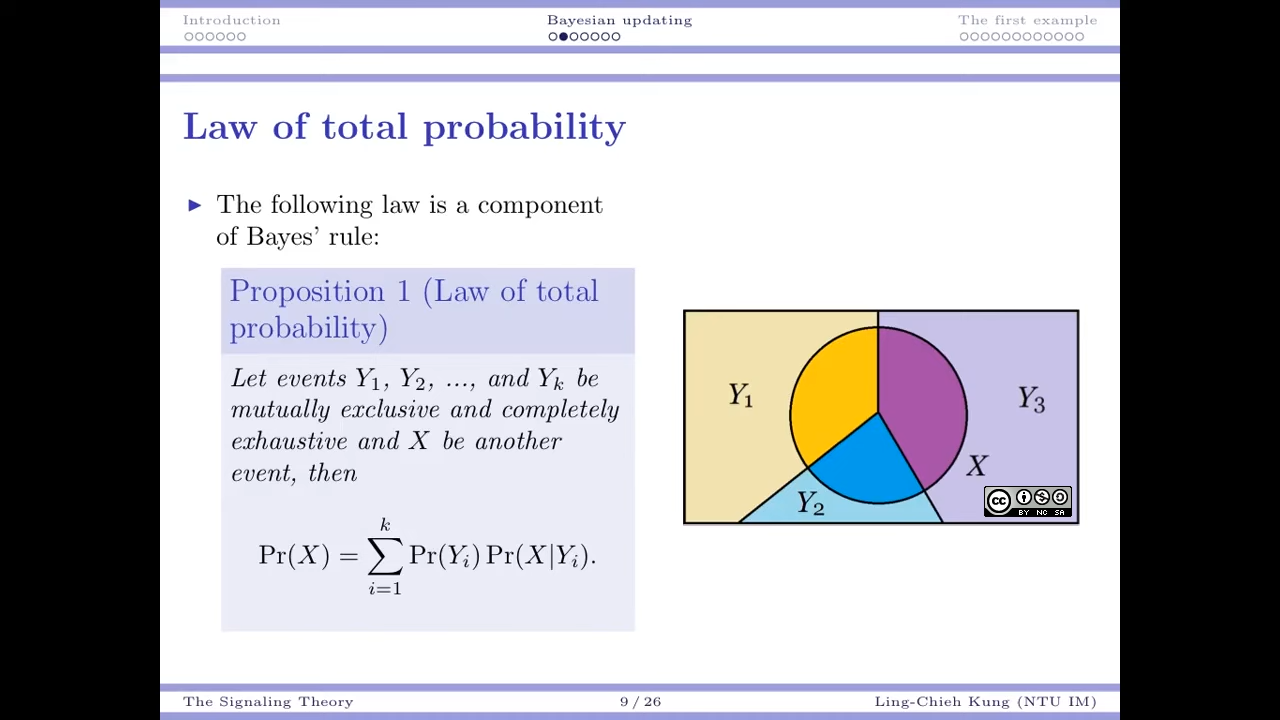 Introduction
Bayesian updating
The first example
Law of total probability
► The following law is a component
of Bayes' rule:
Proposition 1 (Law of total
probability)
Let events Y₁, Y₂, ..., and Yₖ be
mutually exclusive and completely
exhaustive and X be another
event, then
Pr(X) = ∑ᵢ₌₁ᵏ Pr(Yᵢ) Pr(X|Yᵢ).
Y₁
Y₃
X
Y₂
cc
BY NC SA
The Signaling Theory
9 / 26
Ling-Chieh Kung (NTU IM)